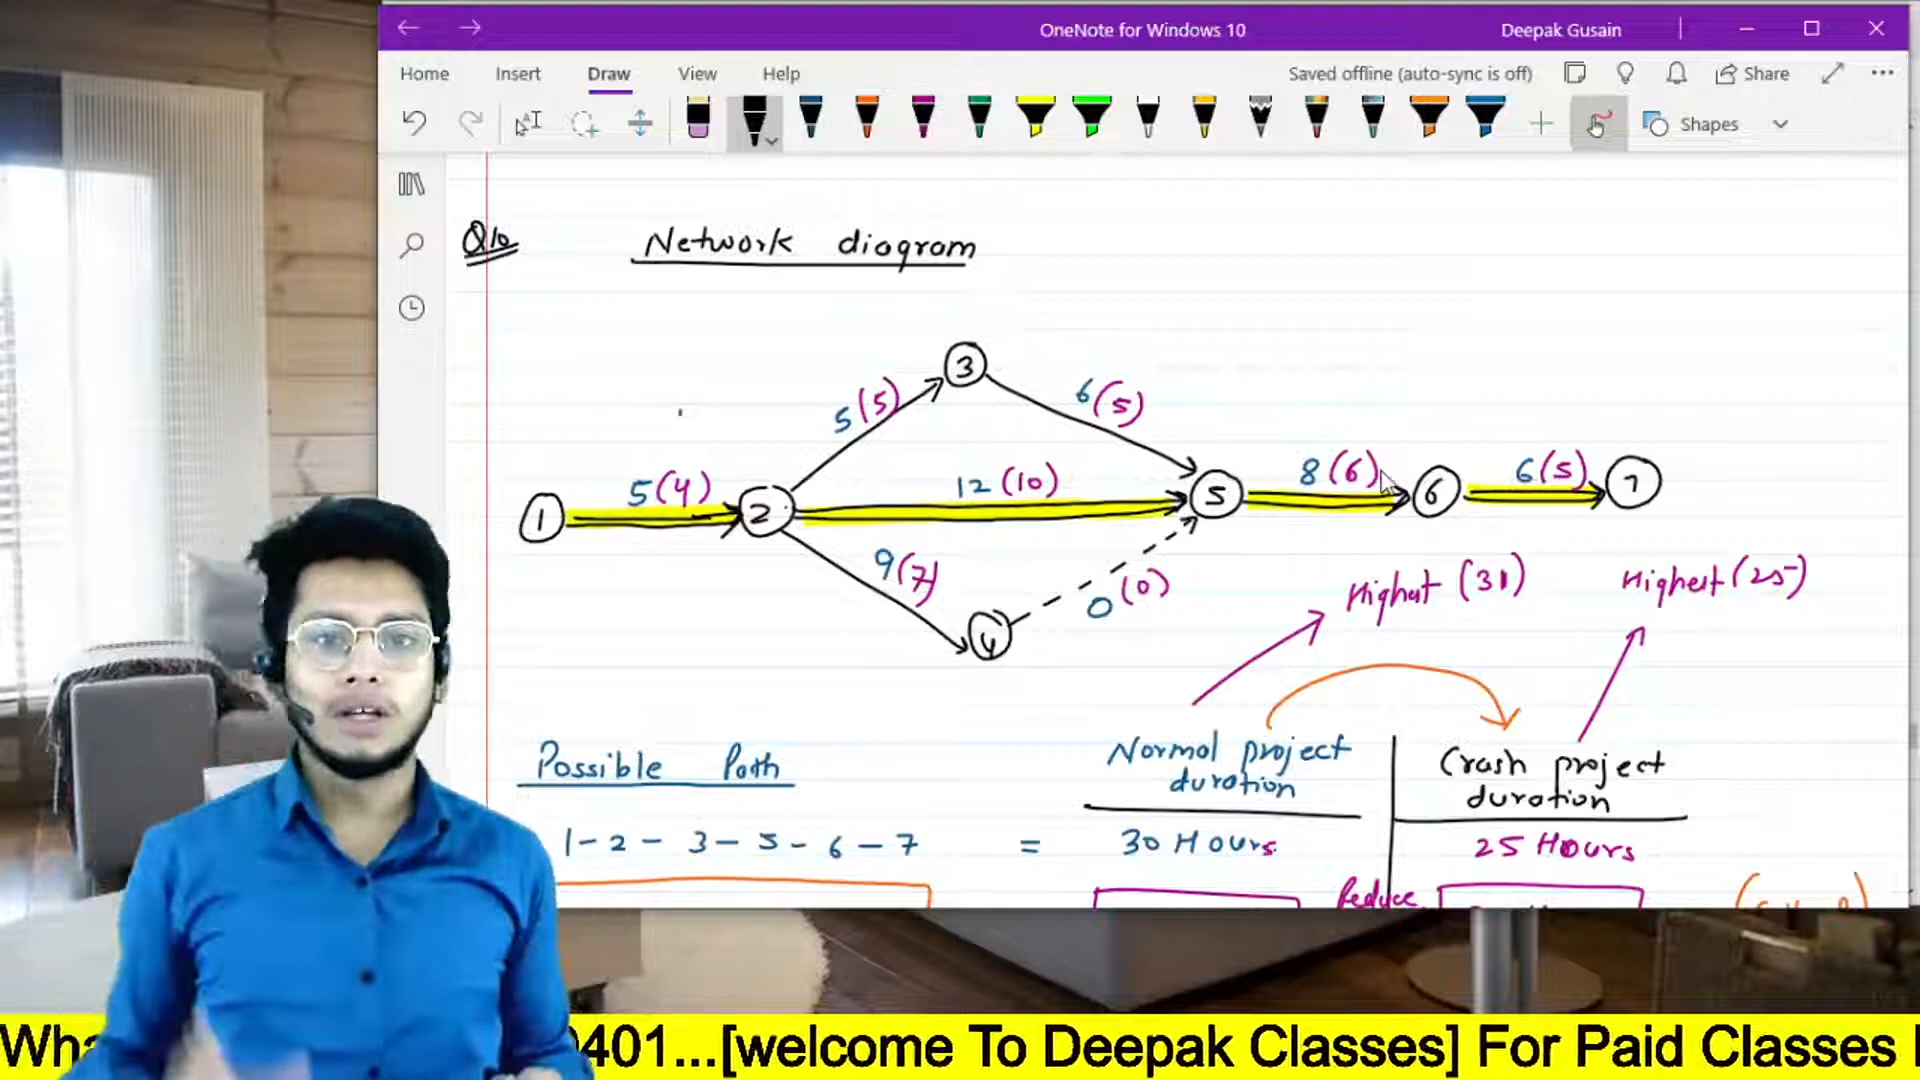 OneNote for Windows 10
Deepak Gusain
Home Insert Draw View Help
Saved offline (auto-sync is off) Share
Shapes
Q10 Network diagram
3
5(5) 6(5)
5(4) 12(10) 8(6) 6(5)
1 2 5 6 7
9(7) 0(0)
4
Highest (31) Highest (25)
Possible Path
Normal project duration
Crash project duration
1-2-3-5-6-7 = 30 Hours 25 Hours
Reduce
401...[welcome To Deepak Classes] For Paid Classes